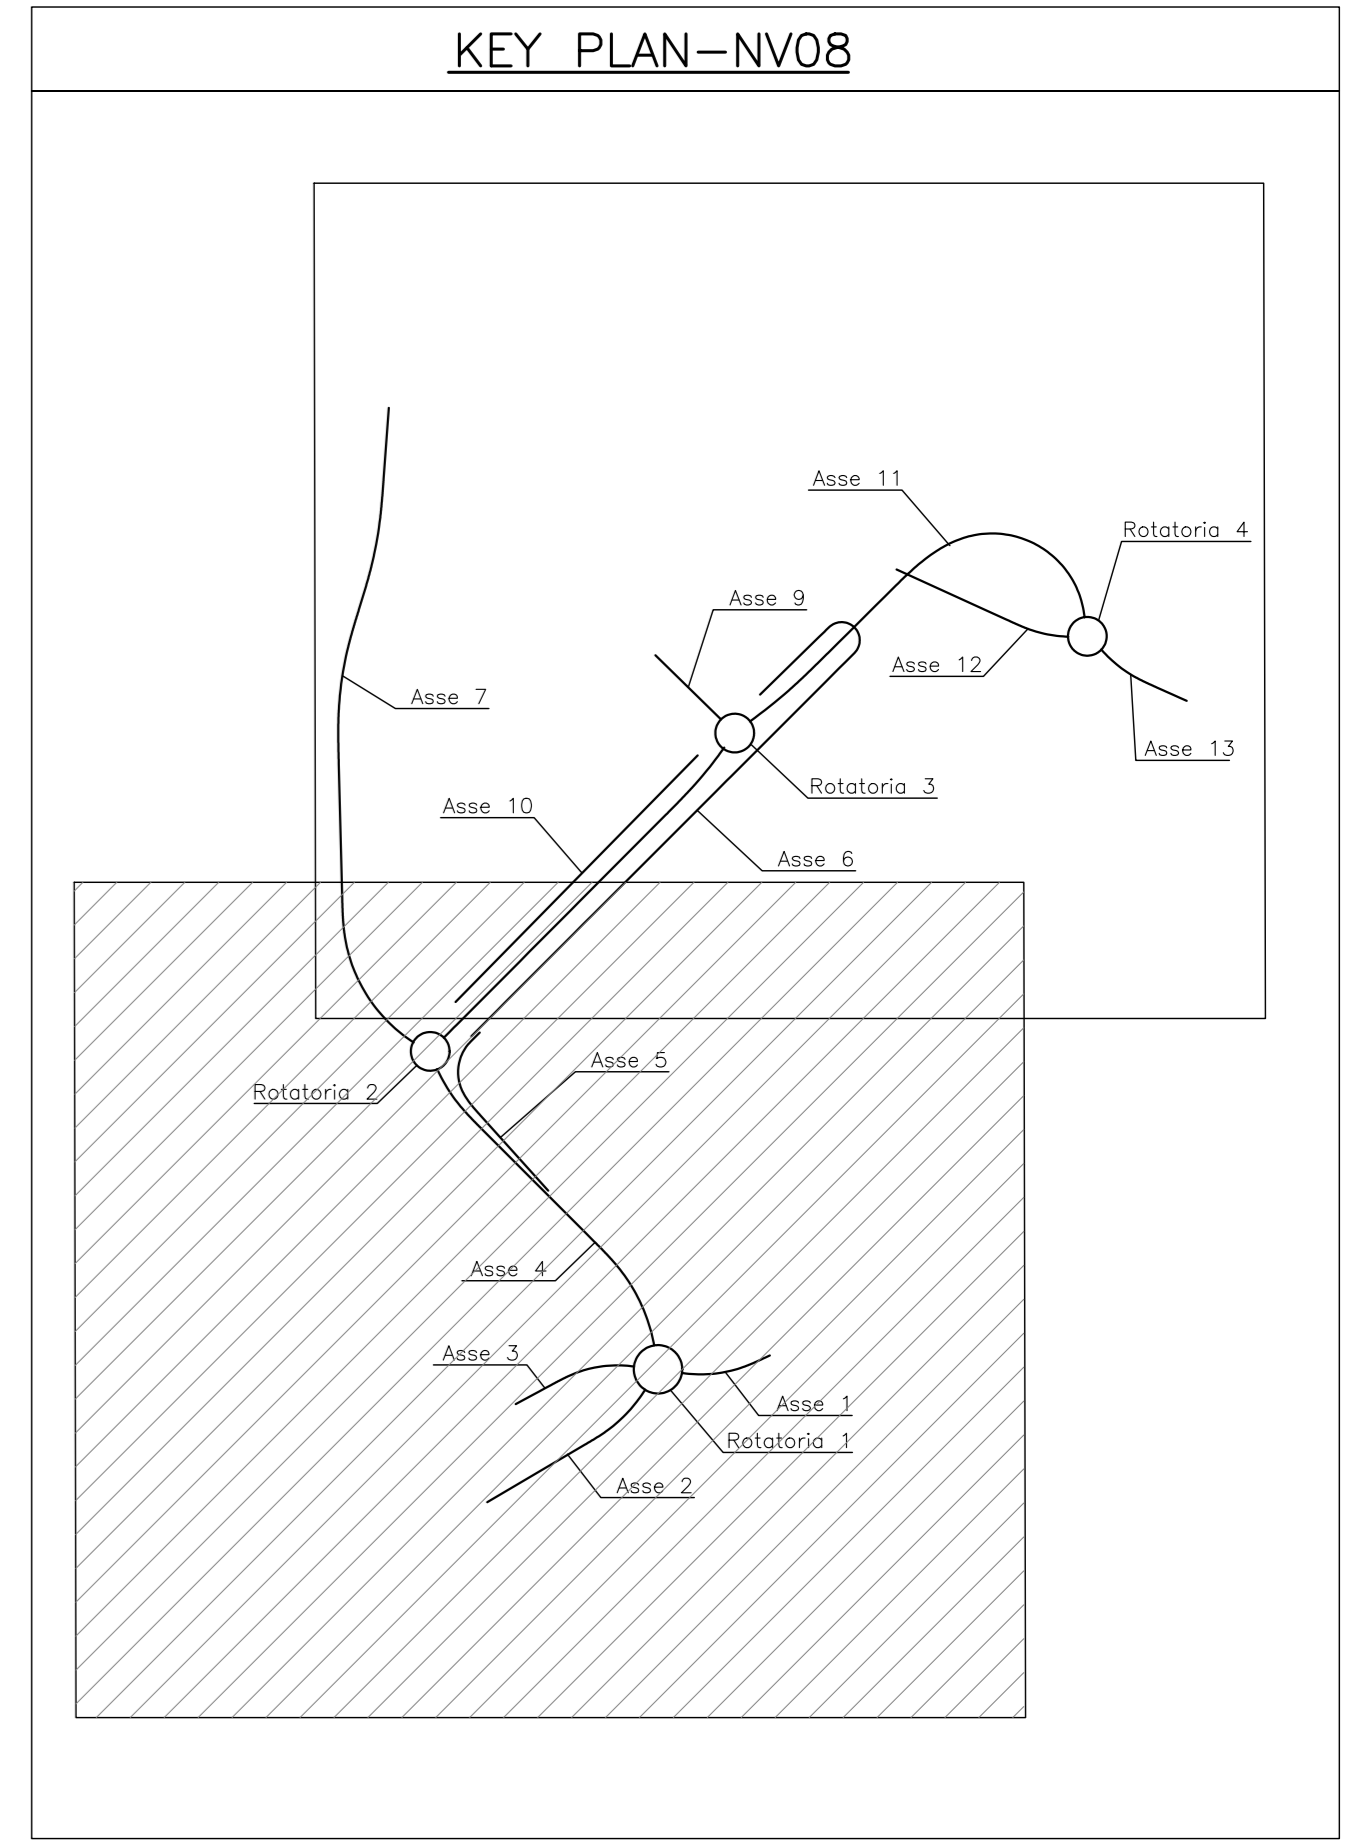 KEY PLAN-NV08
Asse 11
Rotatoria 4
Asse 9
Asse 12
Asse 7
Asse 13
Rotatoria 3
Asse 10
Asse 6
Asse 5
Rotatoria 2
Asse 4
Asse 3
Asse 1
Rotatoria 1
Asse 2